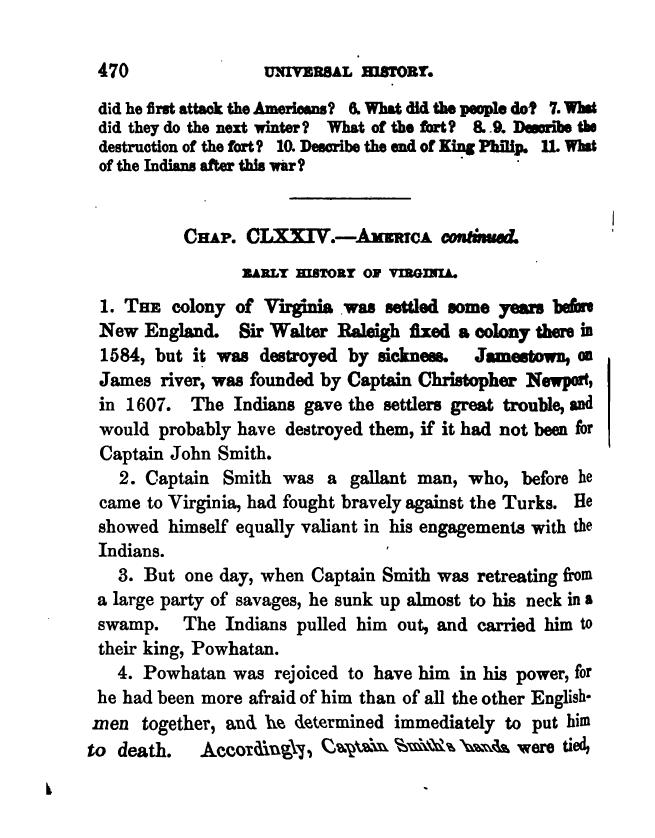 470 UNIVERSAL HISTORY.
did he first attack the Americans? 6. What did the people do? 7. What
did they do the next winter? What of the fort? 8. 9. Describe the
destruction of the fort? 10. Describe the end of King Philip. 11. What
of the Indians after this war?
CHAP. CLXXIV.—AMERICA continued.
EARLY HISTORY OF VIRGINIA.
1. THE colony of Virginia was settled some years before
New England. Sir Walter Raleigh fixed a colony there in
1584, but it was destroyed by sickness. Jamestown, on
James river, was founded by Captain Christopher Newport,
in 1607. The Indians gave the settlers great trouble, and
would probably have destroyed them, if it had not been for
Captain John Smith.
2. Captain Smith was a gallant man, who, before he
came to Virginia, had fought bravely against the Turks. He
showed himself equally valiant in his engagements with the
Indians.
3. But one day, when Captain Smith was retreating from
a large party of savages, he sunk up almost to his neck in a
swamp. The Indians pulled him out, and carried him to
their king, Powhatan.
4. Powhatan was rejoiced to have him in his power, for
he had been more afraid of him than of all the other English-
men together, and he determined immediately to put him
to death. Accordingly, Captain Smith's hands were tied,